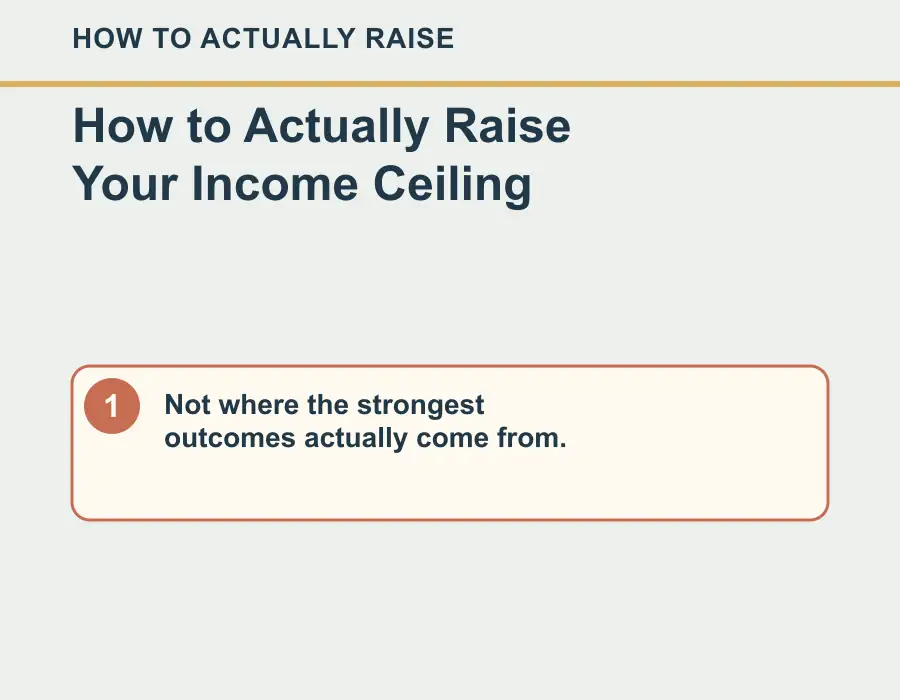 HOW TO ACTUALLY RAISE
How to Actually Raise
Your Income Ceiling
1
Not where the strongest
outcomes actually come from.